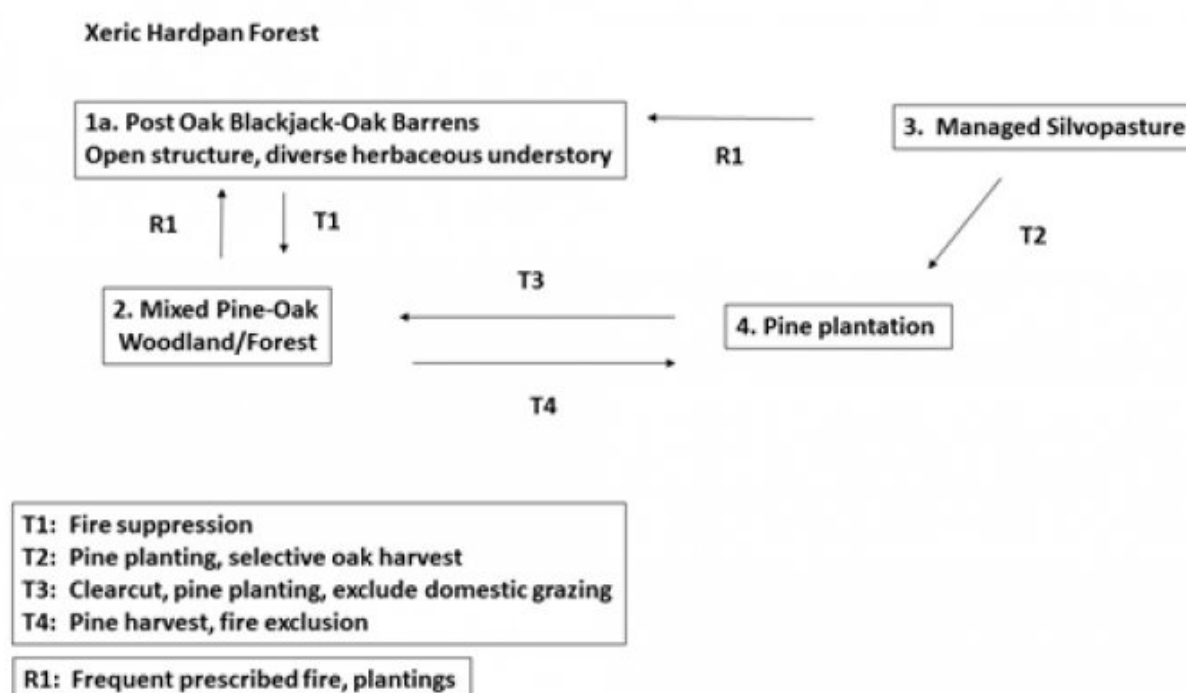 Xeric Hardpan Forest
1a. Post Oak Blackjack-Oak Barrens
Open structure, diverse herbaceous understory
3. Managed Silvopasture
R1
R1
T1
T2
T3
2. Mixed Pine-Oak
Woodland/Forest
4. Pine plantation
T4
T1: Fire suppression
T2: Pine planting, selective oak harvest
T3: Clearcut, pine planting, exclude domestic grazing
T4: Pine harvest, fire exclusion
R1: Frequent prescribed fire, plantings